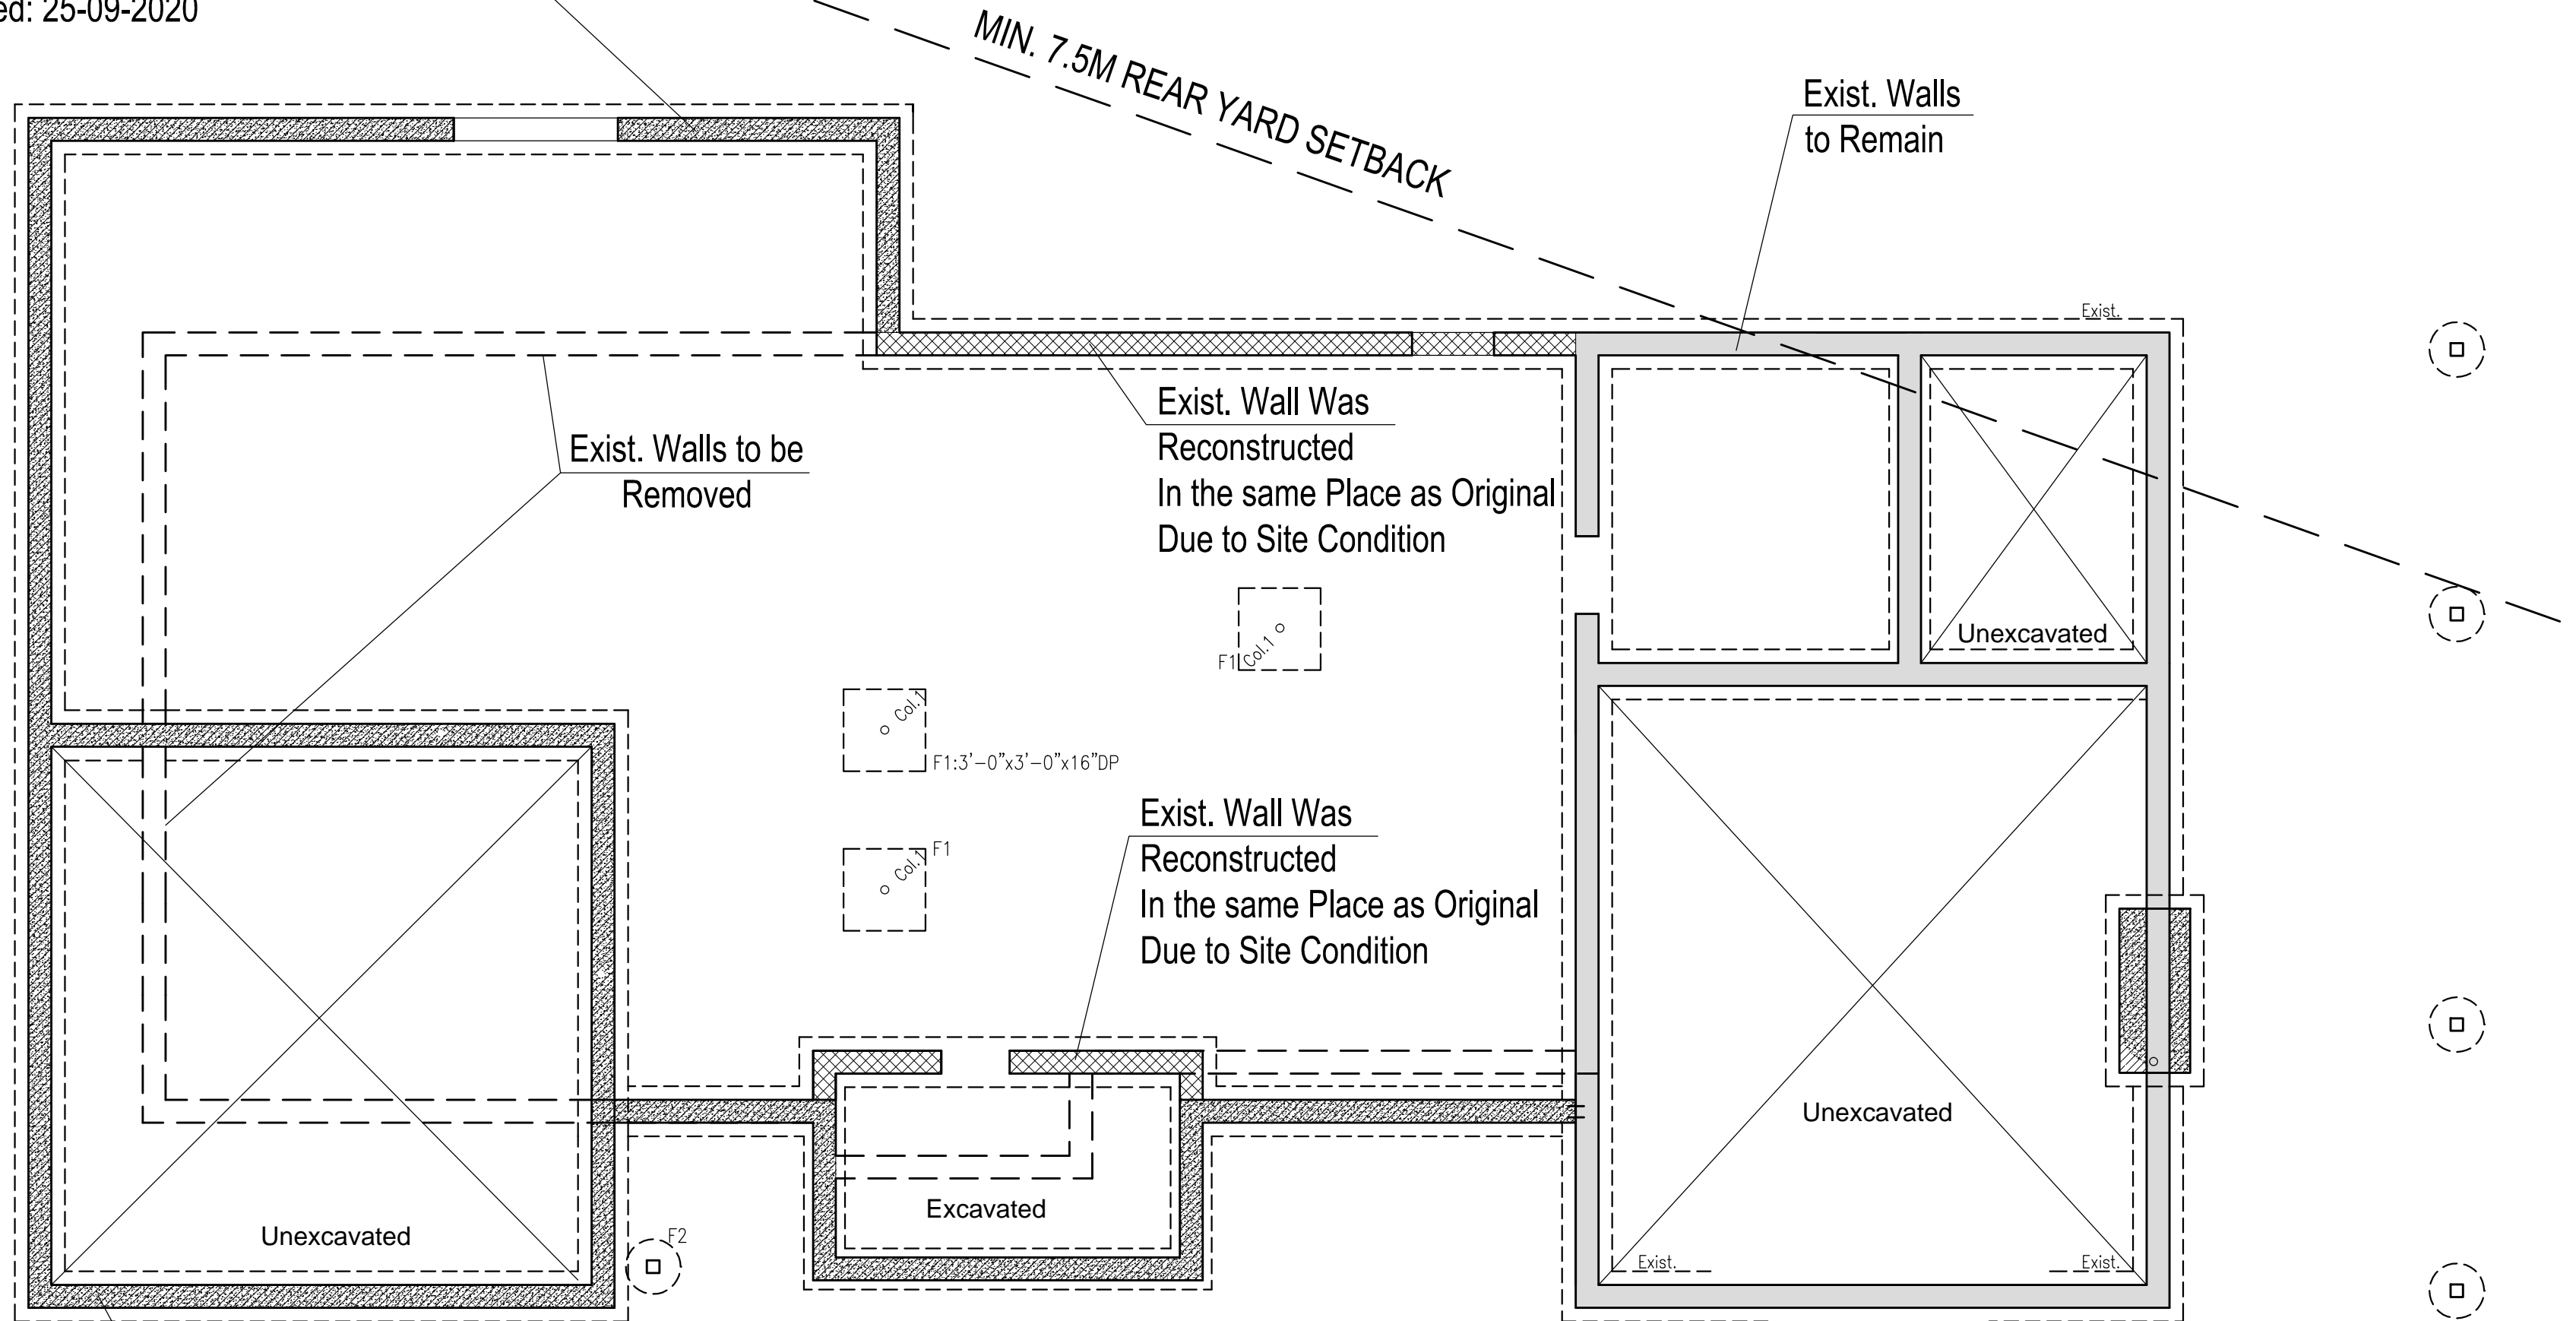 ed: 25-09-2020
MIN. 7.5M REAR YARD SETBACK
Exist. Walls
to Remain
Exist.
Exist. Wall Was
Reconstructed
In the same Place as Original
Due to Site Condition
Exist. Walls to be
Removed
F1
Col.1
Unexcavated
Col.1
F1:3'-0"x3'-0"x16"DP
F1
Col.1
Exist. Wall Was
Reconstructed
In the same Place as Original
Due to Site Condition
Unexcavated
Excavated
Unexcavated
F2
Exist.
Exist.